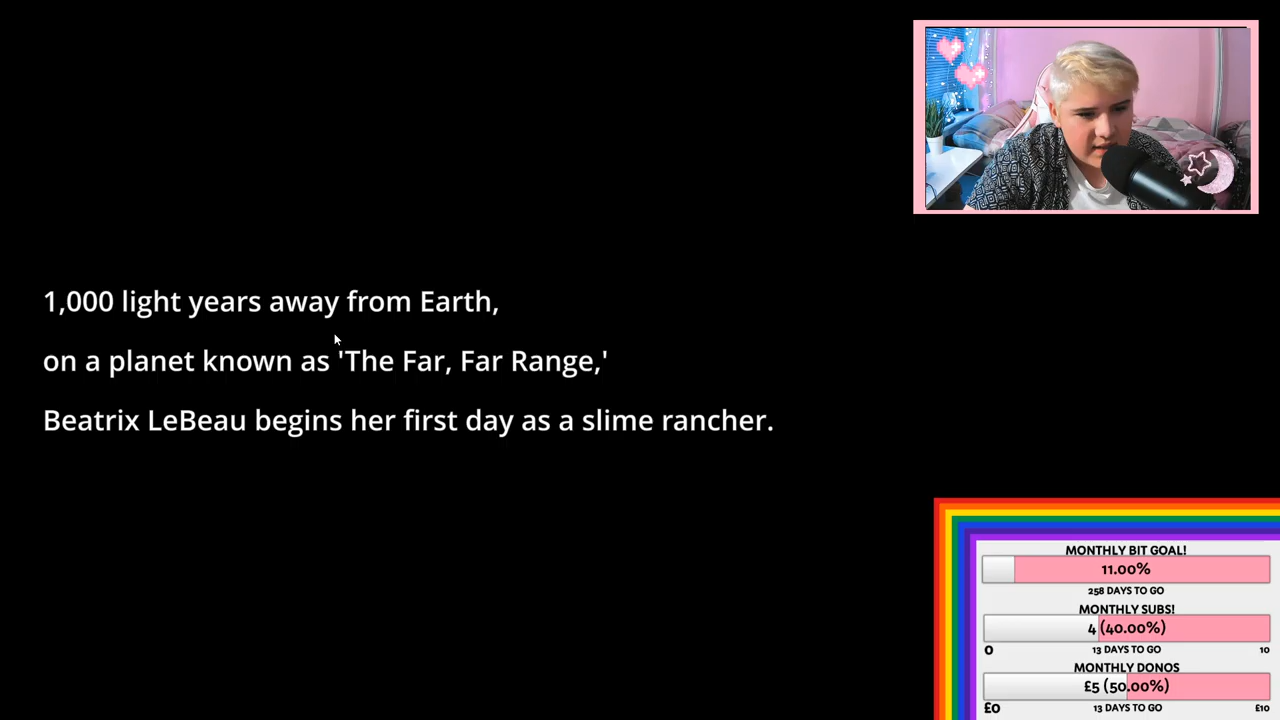 1,000 light years away from Earth,
on a planet known as 'The Far, Far Range,'
Beatrix LeBeau begins her first day as a slime rancher.
MONTHLY BIT GOAL!
11.00%
258 DAYS TO GO
MONTHLY SUBS!
4 (40.00%)
0 13 DAYS TO GO 10
MONTHLY DONOS
£5 (50.00%)
£0 13 DAYS TO GO £10